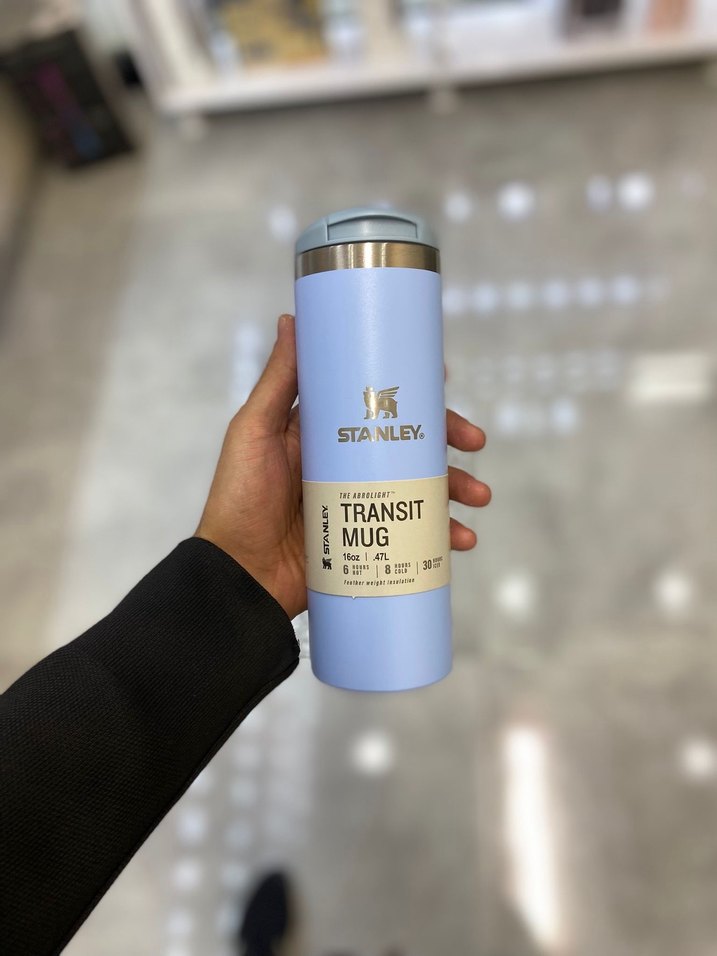 STANLEY®
THE AEROLIGHT™
STANLEY
TRANSIT
MUG
16oz | .47L
6 HOURS HOT | 8 HOURS COLD | 30 HOURS ICED
Feather weight insulation